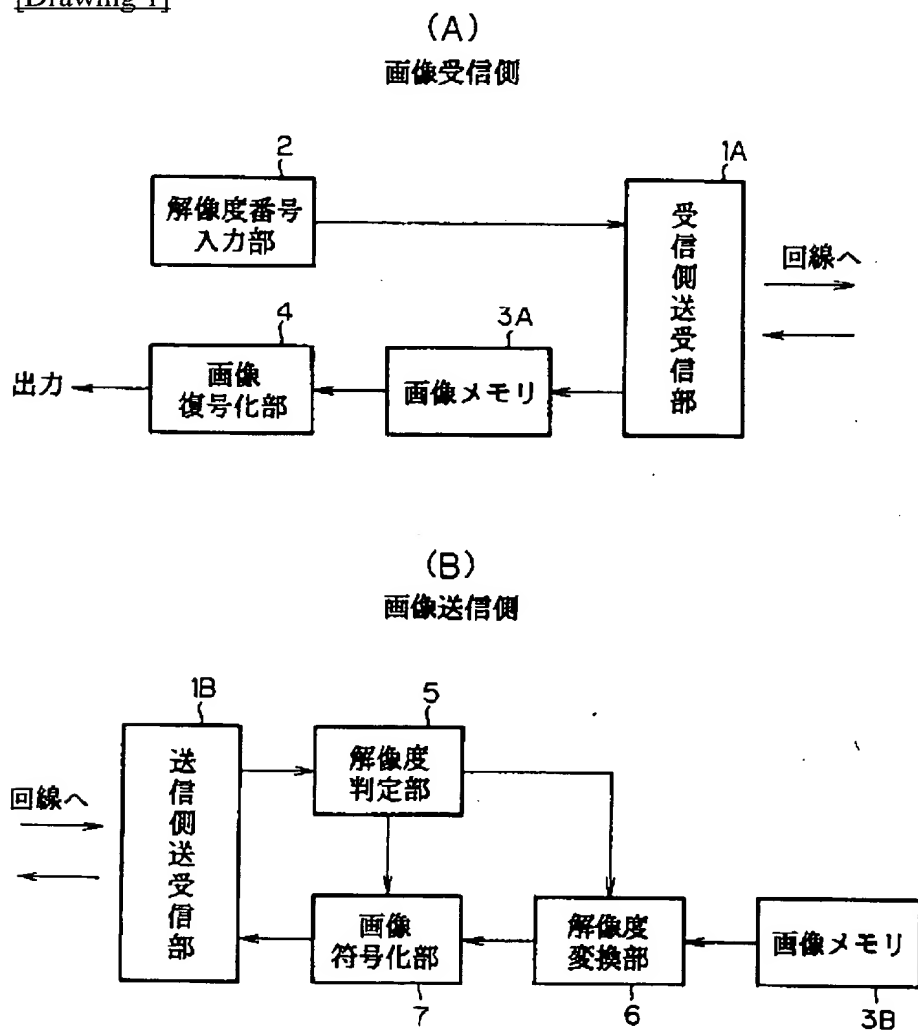 [Drawing 1]
(A)
画像受信側
2
解像度番号
入力部
1A
受信側送受信部
回線へ
4
画像
復号化部
3A
画像メモリ
出力
(B)
画像送信側
1B
送信側送受信部
回線へ
5
解像度
判定部
画像
符号化部
7
解像度
変換部
6
画像メモリ
3B